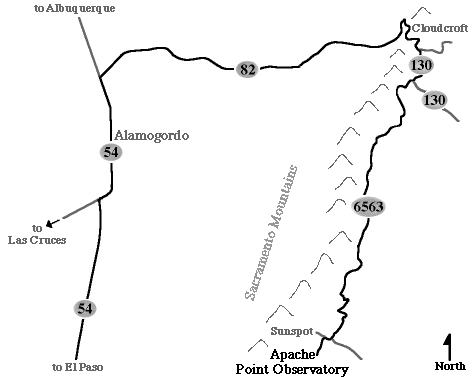 to Albuquerque
Cloudcroft
82
130
130
Alamogordo
54
6563
Sacramento Mountains
to
Las Cruces
54
Sunspot
Apache
Point Observatory
to El Paso
North